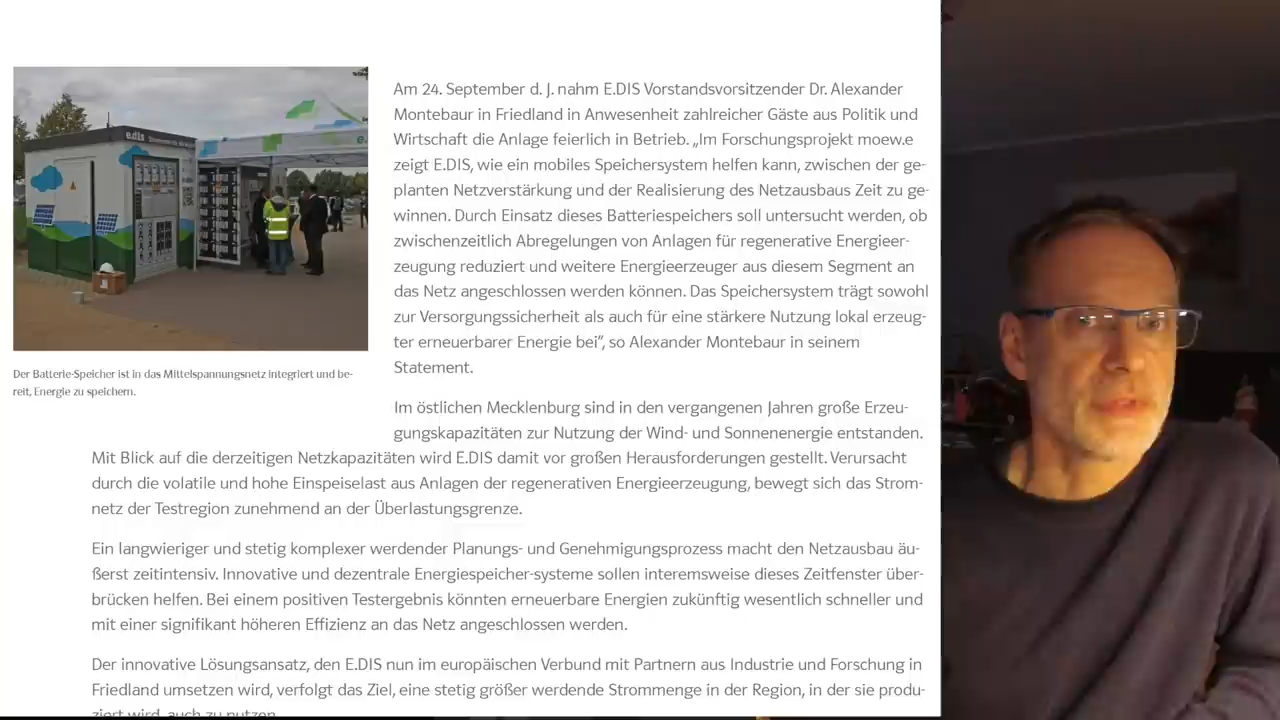 e.dis
Am 24. September d. J. nahm E.DIS Vorstandsvorsitzender Dr. Alexander
Montebaur in Friedland in Anwesenheit zahlreicher Gäste aus Politik und
Wirtschaft die Anlage feierlich in Betrieb. „Im Forschungsprojekt moew.e
zeigt E.DIS, wie ein mobiles Speichersystem helfen kann, zwischen der ge-
planten Netzverstärkung und der Realisierung des Netzausbaus Zeit zu ge-
winnen. Durch Einsatz dieses Batteriespeichers soll untersucht werden, ob
zwischenzeitlich Abregelungen von Anlagen für regenerative Energieer-
zeugung reduziert und weitere Energieerzeuger aus diesem Segment an
das Netz angeschlossen werden können. Das Speichersystem trägt sowohl
zur Versorgungssicherheit als auch für eine stärkere Nutzung lokal erzeug-
ter erneuerbarer Energie bei”, so Alexander Montebaur in seinem
Statement.
Der Batterie-Speicher ist in das Mittelspannungsnetz integriert und be-
reit, Energie zu speichern.
Im östlichen Mecklenburg sind in den vergangenen Jahren große Erzeu-
gungskapazitäten zur Nutzung der Wind- und Sonnenenergie entstanden.
Mit Blick auf die derzeitigen Netzkapazitäten wird E.DIS damit vor großen Herausforderungen gestellt. Verursacht
durch die volatile und hohe Einspeiselast aus Anlagen der regenerativen Energieerzeugung, bewegt sich das Strom-
netz der Testregion zunehmend an der Überlastungsgrenze.
Ein langwieriger und stetig komplexer werdender Planungs- und Genehmigungsprozess macht den Netzausbau äu-
ßerst zeitintensiv. Innovative und dezentrale Energiespeicher-systeme sollen interemsweise dieses Zeitfenster über-
brücken helfen. Bei einem positiven Testergebnis könnten erneuerbare Energien zukünftig wesentlich schneller und
mit einer signifikant höheren Effizienz an das Netz angeschlossen werden.
Der innovative Lösungsansatz, den E.DIS nun im europäischen Verbund mit Partnern aus Industrie und Forschung in
Friedland umsetzen wird, verfolgt das Ziel, eine stetig größer werdende Strommenge in der Region, in der sie produ-
ziert wird, auch zu nutzen.